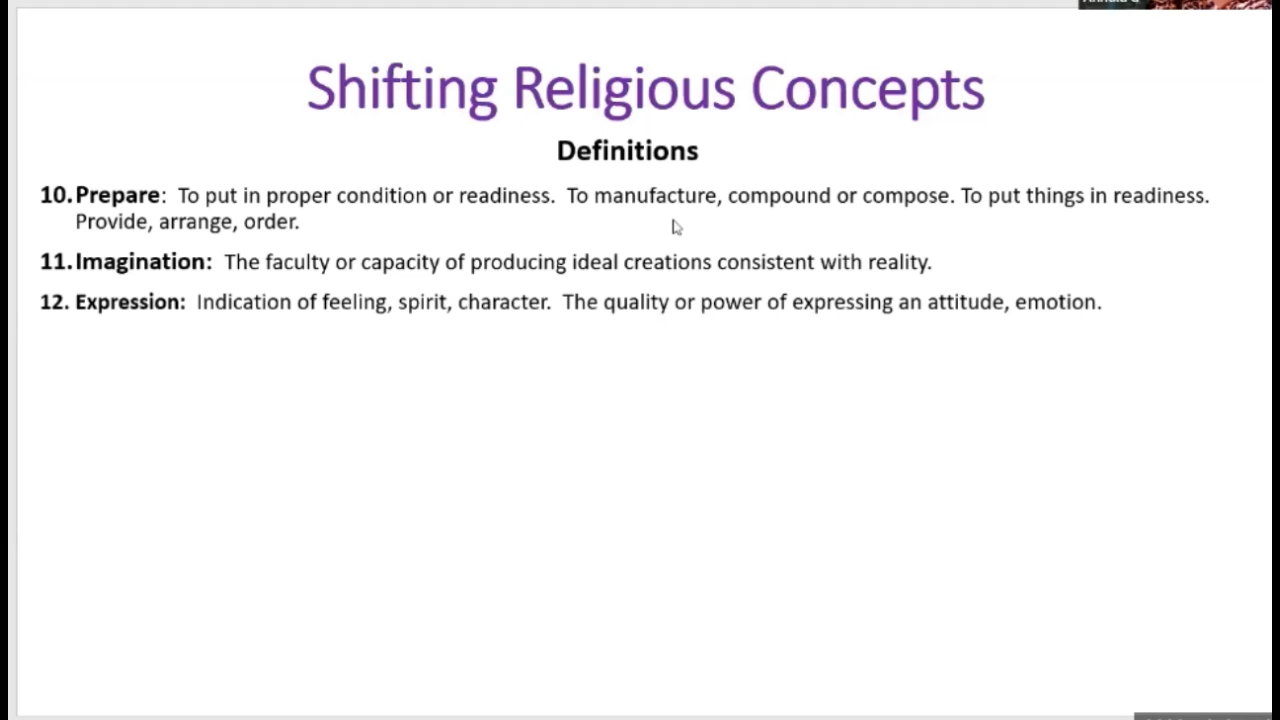 Shifting Religious Concepts
Definitions
10. Prepare:  To put in proper condition or readiness.  To manufacture, compound or compose. To put things in readiness.
Provide, arrange, order.
11. Imagination:  The faculty or capacity of producing ideal creations consistent with reality.
12. Expression:  Indication of feeling, spirit, character.  The quality or power of expressing an attitude, emotion.